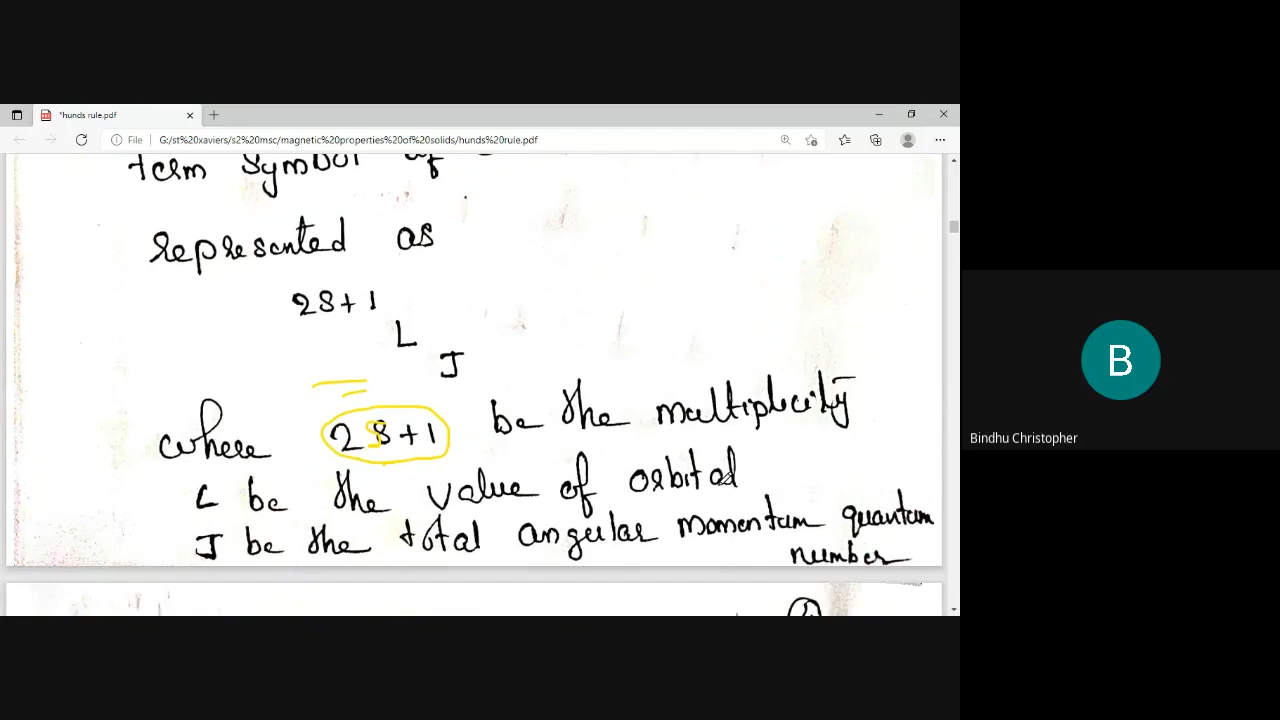 *hunds rule.pdf
File G:/st%20xaviers/s2%20msc/magnetic%20properties%20of%20solids/hunds%20rule.pdf
term symbol of
represented as
2S+1
L
J
where 2S+1 be the multiplicity
L be the value of orbital
J be the total angular momentum quantum
number
B
Bindhu Christopher